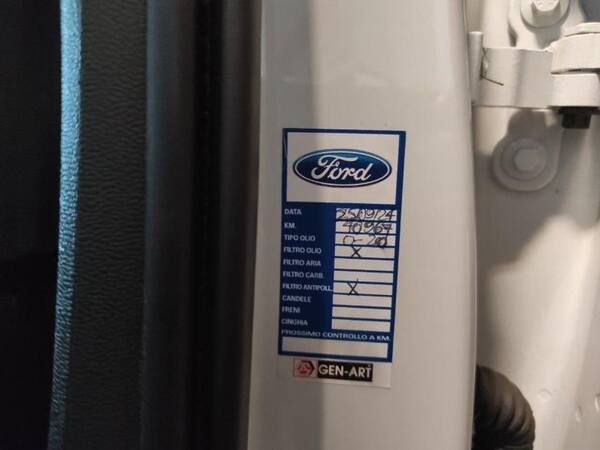 Ford
DATA 25/09/24
KM. 40967
TIPO OLIO 0-20
FILTRO OLIO X
FILTRO ARIA
FILTRO CARB.
FILTRO ANTIPOLL. X
CANDELE
FRENI
CINGHIA
PROSSIMO CONTROLLO A KM.
GEN-ART